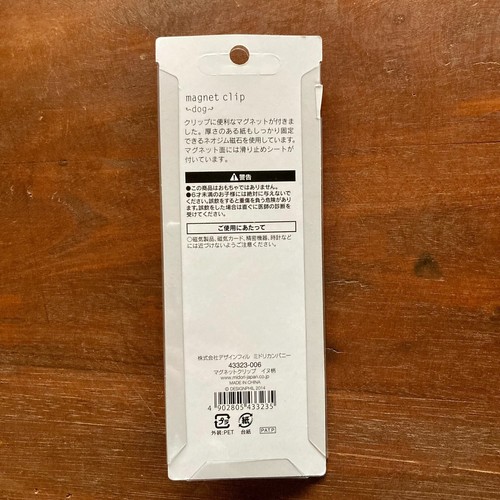 magnet clip
~dog~
クリップに便利なマグネットが付きま
した。厚さのある紙もしっかり固定
できるネオジム磁石を使用しています。
マグネット面には滑り止めシートが
付いています。
警告
●この商品はおもちゃではありません。
●6才未満のお子様には絶対に与えないで
ください。誤飲をすると重傷を負う危険があり
ます。誤飲をした場合は直ぐに医師の診断を
受けてください。
ご使用にあたって
○磁気製品、磁気カード、精密機器、時計など
には近づけないようご注意ください。
株式会社デザインフィル ミドリカンパニー
43323-006
マグネットクリップ イヌ柄
www.midori-japan.co.jp
MADE IN CHINA
© DESIGNPHIL 2014
4 902805 433235
プラ 紙
外装:PET 台紙 PATP